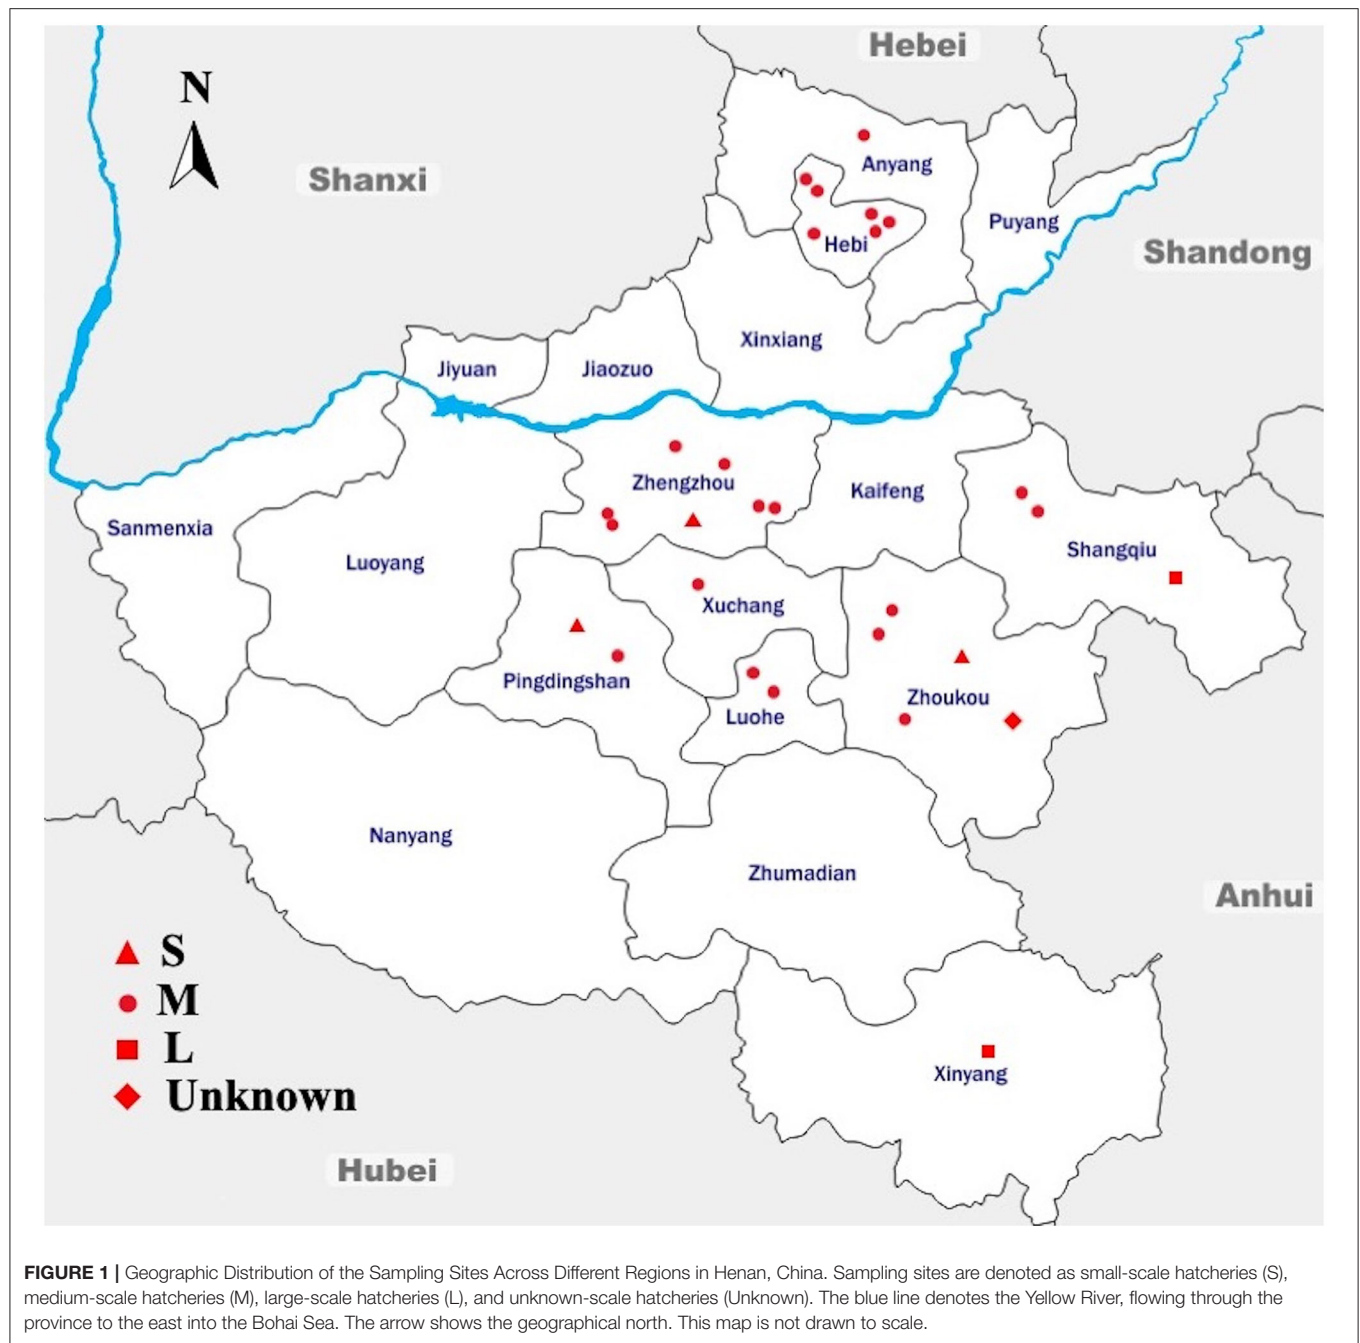 Hebei
N
Anyang
Shanxi
Puyang
Hebi
Shandong
Xinxiang
Jiyuan
Jiaozuo
Zhengzhou
Kaifeng
Sanmenxia
Shangqiu
Luoyang
Xuchang
Pingdingshan
Zhoukou
Luohe
Nanyang
Zhumadian
Anhui
S
M
L
Xinyang
Unknown
Hubei
FIGURE 1 | Geographic Distribution of the Sampling Sites Across Different Regions in Henan, China. Sampling sites are denoted as small-scale hatcheries (S),
medium-scale hatcheries (M), large-scale hatcheries (L), and unknown-scale hatcheries (Unknown). The blue line denotes the Yellow River, flowing through the
province to the east into the Bohai Sea. The arrow shows the geographical north. This map is not drawn to scale.